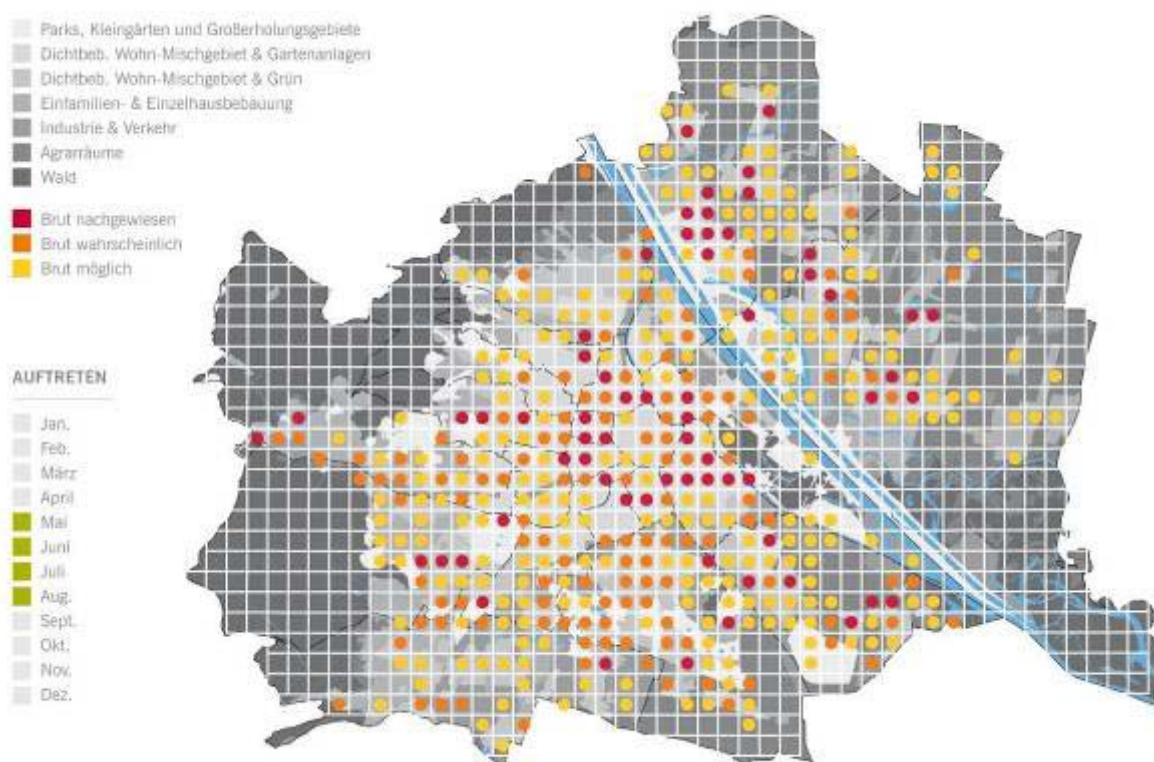 Parks, Kleingärten und Großerholungsgebiete
Dichtbeb. Wohn-Mischgebiet & Gartenanlagen
Dichtbeb. Wohn-Mischgebiet & Grün
Einfamilien- & Einzelhausbebauung
Industrie & Verkehr
Agrarräume
Wald
Brut nachgewiesen
Brut wahrscheinlich
Brut möglich
AUFTRETEN
Jan.
Feb.
März
April
Mai
Juni
Juli
Aug.
Sept.
Okt.
Nov.
Dez.